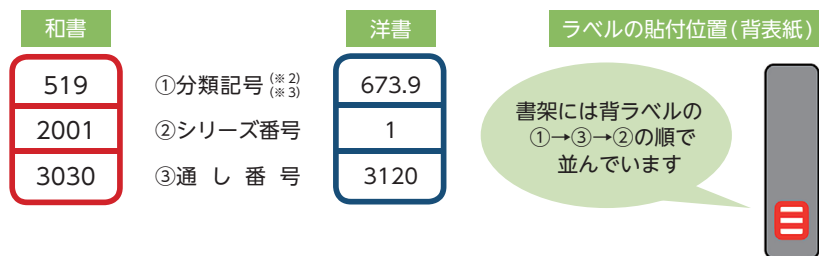 和書
洋書
ラベルの貼付位置(背表紙)
519
①分類記号(※2)(※3)
673.9
2001
②シリーズ番号
1
3030
③通し番号
3120
書架には背ラベルの
①→③→②の順で
並んでいます